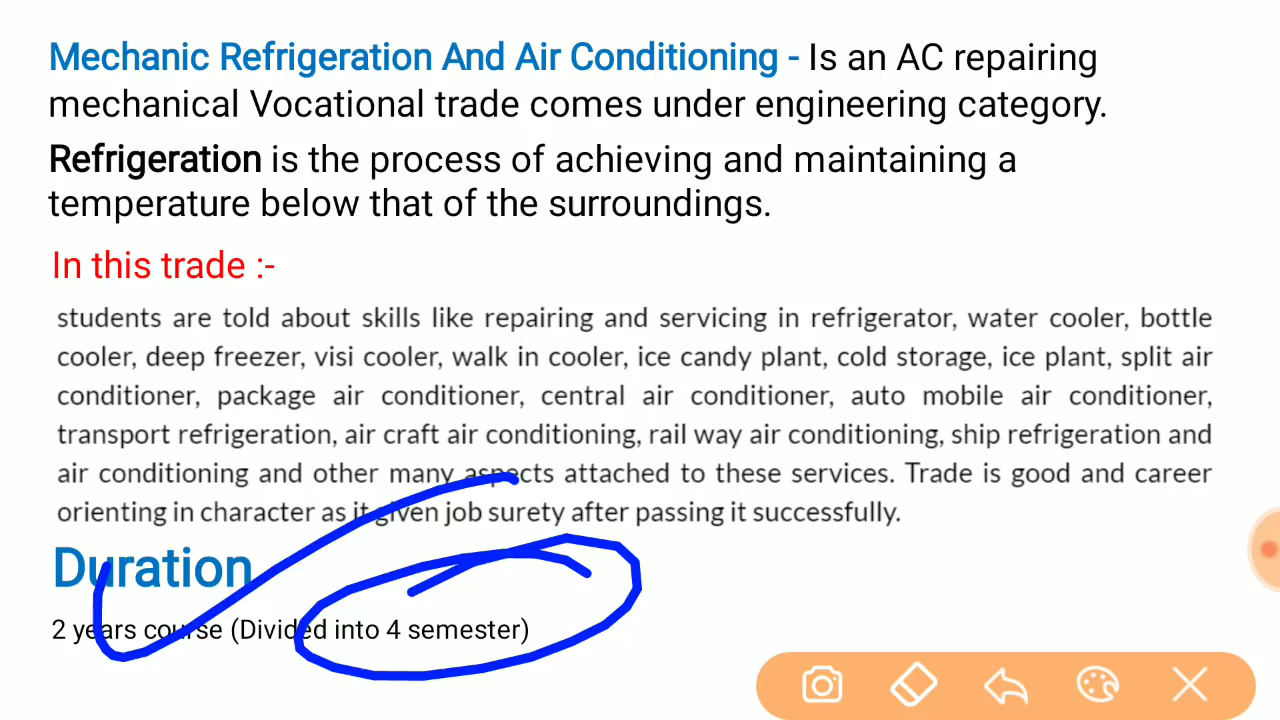 Mechanic Refrigeration And Air Conditioning - Is an AC repairing
mechanical Vocational trade comes under engineering category.
Refrigeration is the process of achieving and maintaining a
temperature below that of the surroundings.
In this trade :-
students are told about skills like repairing and servicing in refrigerator, water cooler, bottle
cooler, deep freezer, visi cooler, walk in cooler, ice candy plant, cold storage, ice plant, split air
conditioner, package air conditioner, central air conditioner, auto mobile air conditioner,
transport refrigeration, air craft air conditioning, rail way air conditioning, ship refrigeration and
air conditioning and other many aspects attached to these services. Trade is good and career
orienting in character as it given job surety after passing it successfully.
Duration
2 years course (Divided into 4 semester)